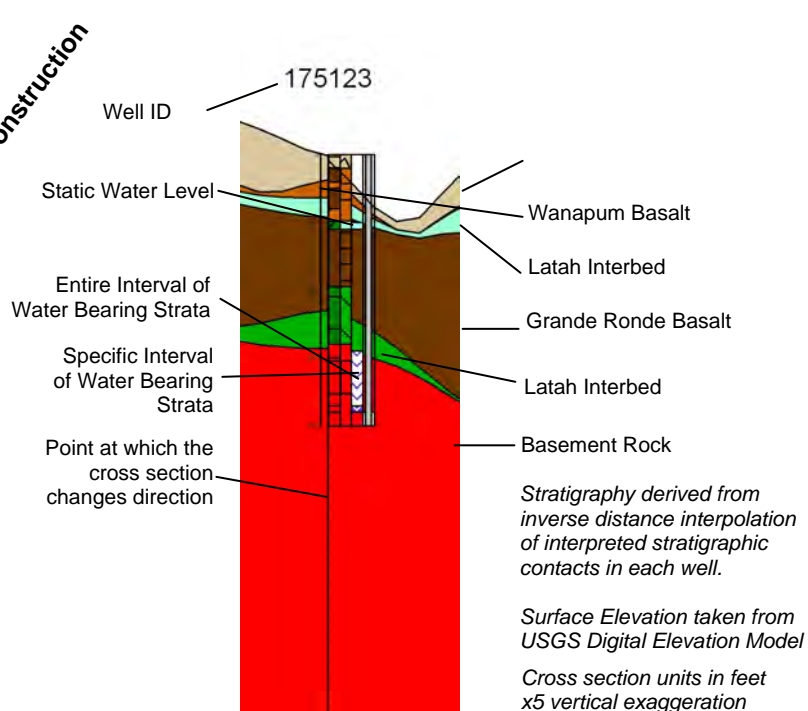 onstruction
175123
Well ID
Static Water Level
Entire Interval of
Water Bearing Strata
Specific Interval
of Water Bearing
Strata
Point at which the
cross section
changes direction
Wanapum Basalt
Latah Interbed
Grande Ronde Basalt
Latah Interbed
Basement Rock
Stratigraphy derived from
inverse distance interpolation
of interpreted stratigraphic
contacts in each well.
Surface Elevation taken from
USGS Digital Elevation Model
Cross section units in feet
x5 vertical exaggeration